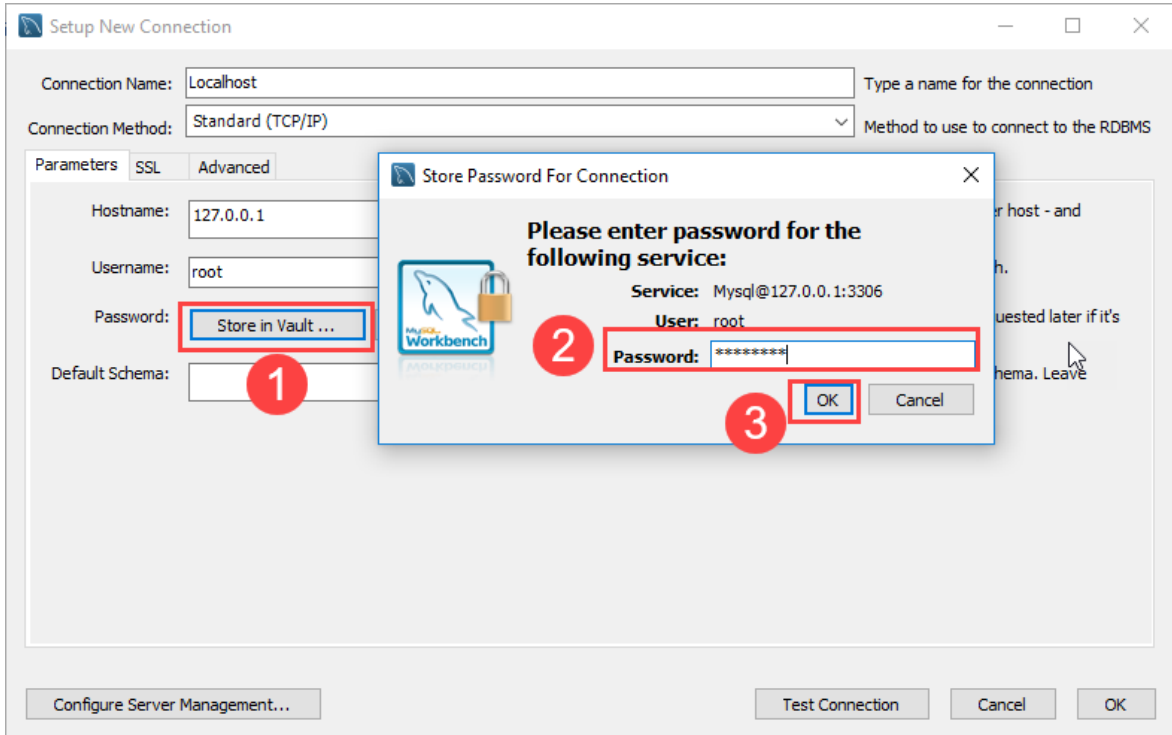 Setup New Connection
Connection Name: Localhost Type a name for the connection
Connection Method: Standard (TCP/IP) Method to use to connect to the RDBMS
Parameters SSL Advanced
Hostname: 127.0.0.1 host - and
Username: root
Password: Store in Vault ... later if it's
Default Schema: Leave
1
Store Password For Connection
Please enter password for the
following service:
Service: Mysql@127.0.0.1:3306
User: root
2
Password: ********
OK Cancel
3
MySQL
Workbench
Configure Server Management... Test Connection Cancel OK